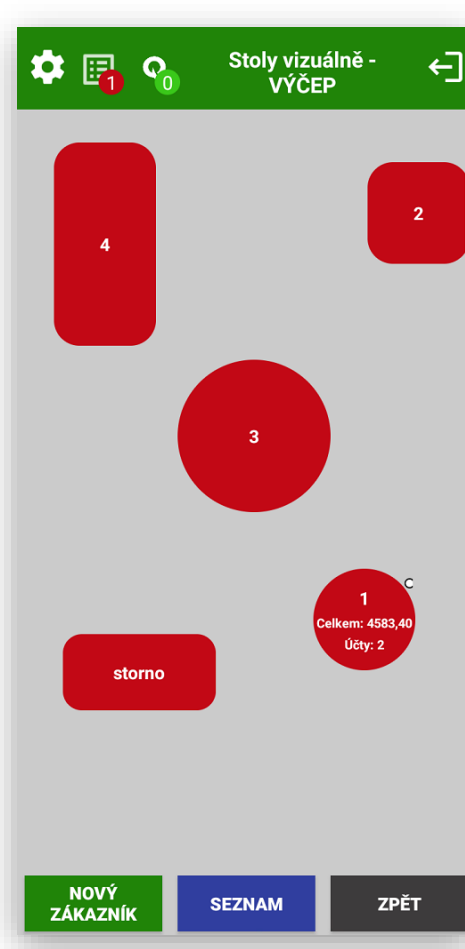 1
0
Stoly vizuálně -
VÝČEP
4
2
3
C
1
Celkem: 4583,40
Účty: 2
storno
NOVÝ
ZÁKAZNÍK
SEZNAM
ZPĚT